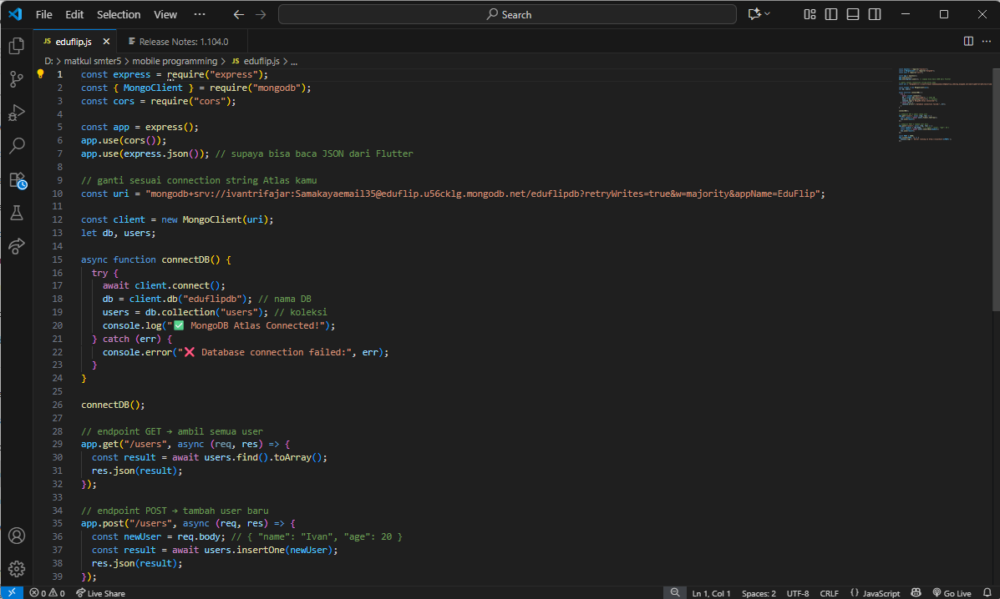 File Edit Selection View ··· Search
JS eduflip.js Release Notes: 1.104.0
D: > matkul smter5 > mobile programming > JS eduflip.js > ...
1 const express = require("express");
2 const { MongoClient } = require("mongodb");
3 const cors = require("cors");
4
5 const app = express();
6 app.use(cors());
7 app.use(express.json()); // supaya bisa baca JSON dari Flutter
8
9 // ganti sesuai connection string Atlas kamu
10 const uri = "mongodb+srv://ivantrifajar:Samakayaemail35@eduflip.u56cklg.mongodb.net/eduflipdb?retryWrites=true&w=majority&appName=EduFlip";
11
12 const client = new MongoClient(uri);
13 let db, users;
14
15 async function connectDB() {
16 try {
17 await client.connect();
18 db = client.db("eduflipdb"); // nama DB
19 users = db.collection("users"); // koleksi
20 console.log("✅ MongoDB Atlas Connected!");
21 } catch (err) {
22 console.error("❌ Database connection failed:", err);
23 }
24 }
25
26 connectDB();
27
28 // endpoint GET → ambil semua user
29 app.get("/users", async (req, res) => {
30 const result = await users.find().toArray();
31 res.json(result);
32 });
33
34 // endpoint POST → tambah user baru
35 app.post("/users", async (req, res) => {
36 const newUser = req.body; // { "name": "Ivan", "age": 20 }
37 const result = await users.insertOne(newUser);
38 res.json(result);
39 });
0 0 Live Share Ln 1, Col 1 Spaces: 2 UTF-8 CRLF {} JavaScript Go Live